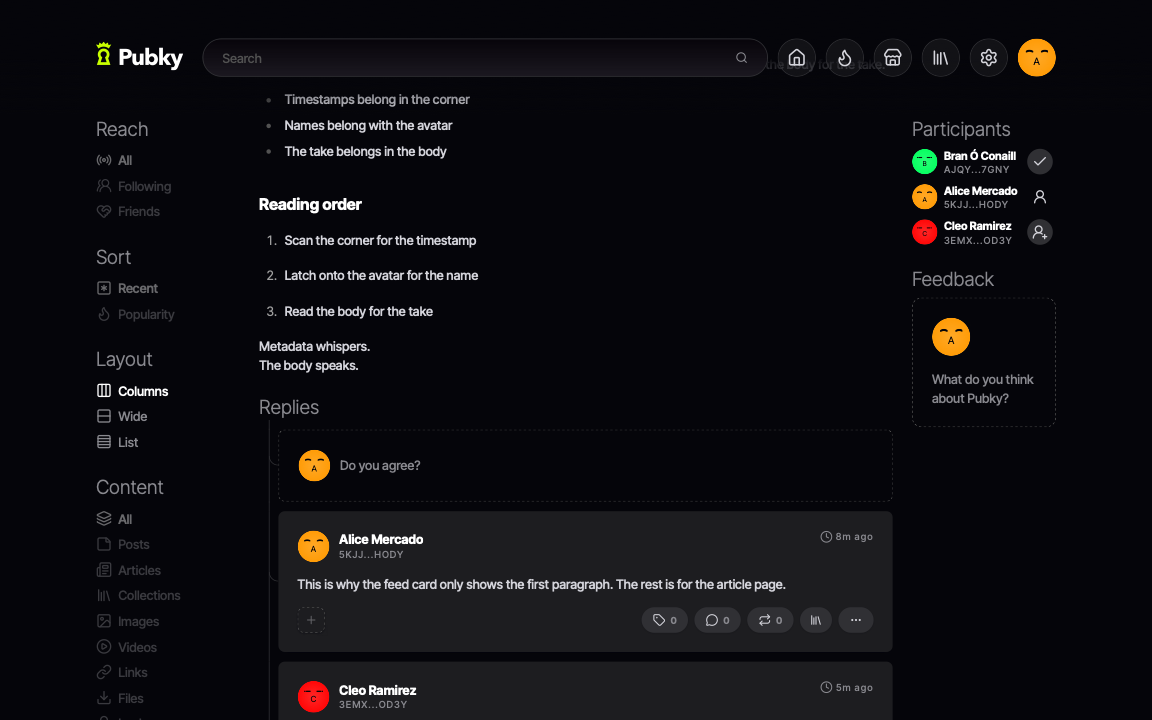 Pubky
Search
the body for the take.
Timestamps belong in the corner
Names belong with the avatar
The take belongs in the body
Reading order
1. Scan the corner for the timestamp
2. Latch onto the avatar for the name
3. Read the body for the take
Metadata whispers.
The body speaks.
Replies
Do you agree?
Alice Mercado
5KJJ...HODY
8m ago
This is why the feed card only shows the first paragraph. The rest is for the article page.
0
0
0
Cleo Ramirez
3EMX...OD3Y
5m ago
Reach
All
Following
Friends
Sort
Recent
Popularity
Layout
Columns
Wide
List
Content
All
Posts
Articles
Collections
Images
Videos
Links
Files
Participants
Bran Ó Conaill
AJQY...7GNY
Alice Mercado
5KJJ...HODY
Cleo Ramirez
3EMX...OD3Y
Feedback
What do you think
about Pubky?